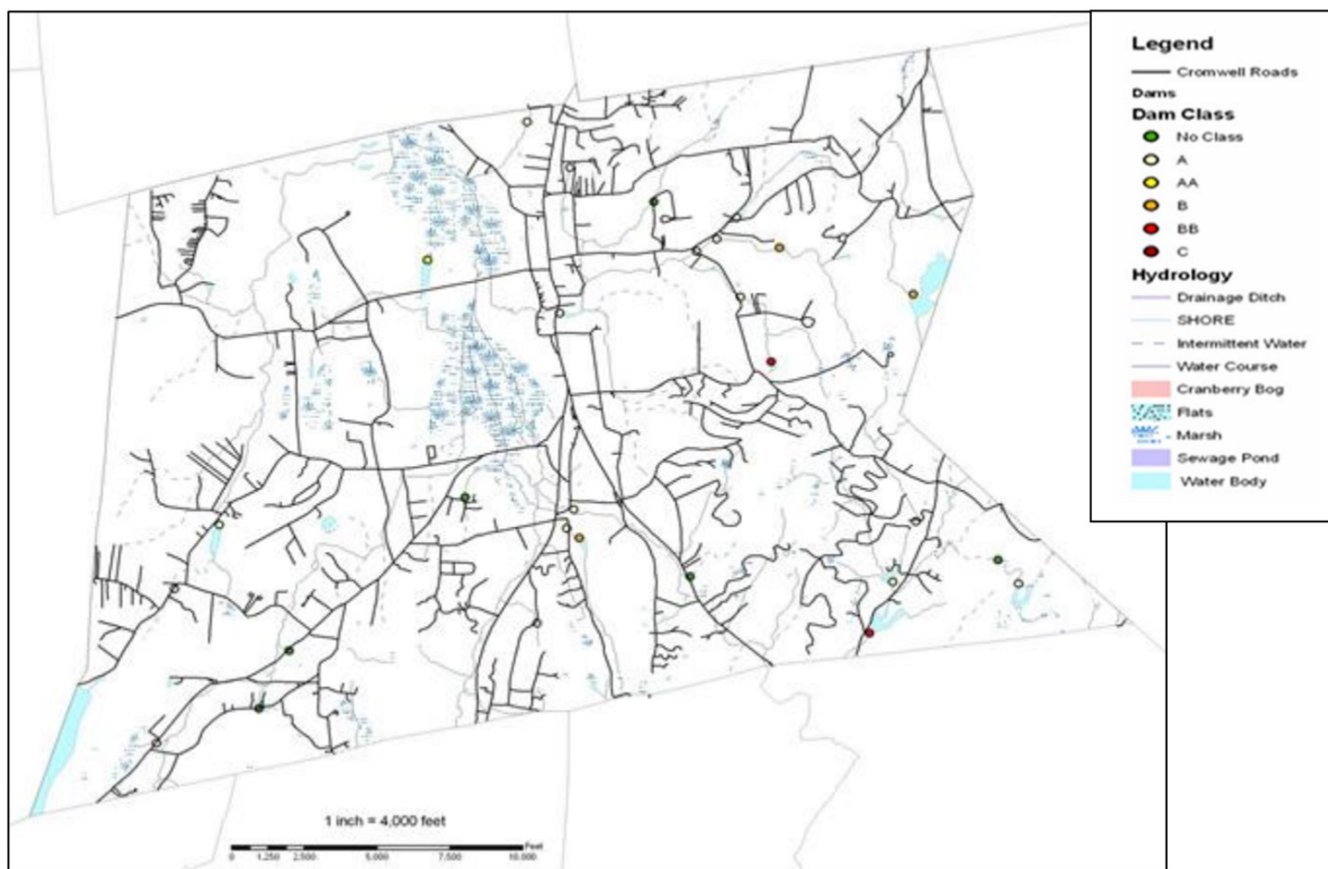 Legend
Cromwell Roads
Dams
Dam Class
No Class
A
AA
B
BB
C
Hydrology
Drainage Ditch
SHORE
Intermittent Water
Water Course
Cranberry Bog
Flats
Marsh
Sewage Pond
Water Body
1 inch = 4,000 feet
Feet
0 1,250 2,500 5,000 7,500 10,000